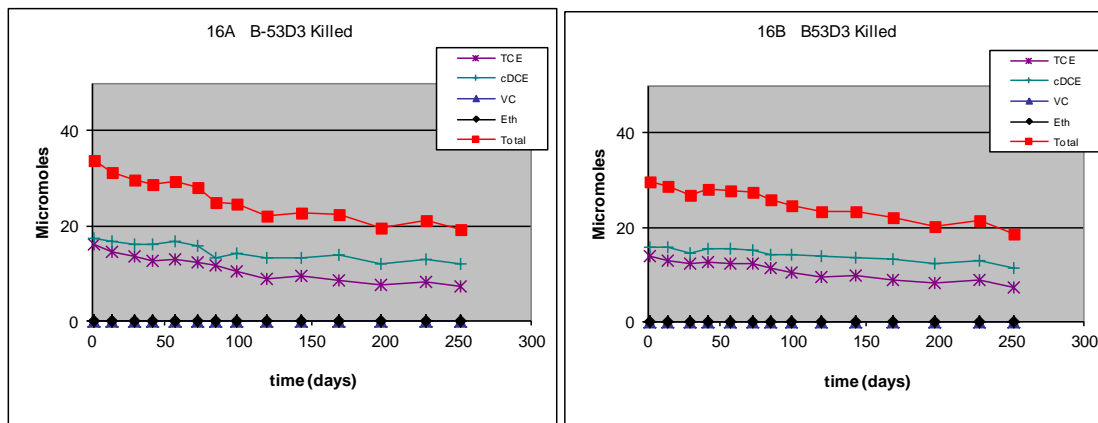 16A B-53D3 Killed
TCE
cDCE
VC
Eth
Total
Micromoles
40
20
0
0 50 100 150 200 250 300
time (days)
16B B53D3 Killed
TCE
cDCE
VC
Eth
Total
Micromoles
40
20
0
0 50 100 150 200 250 300
time (days)